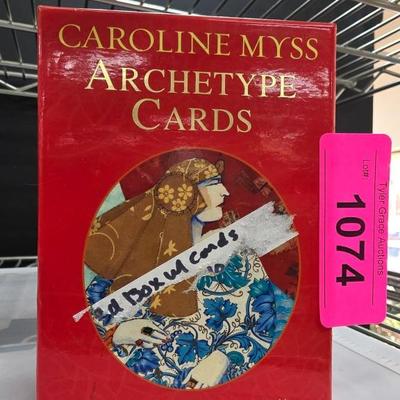 CAROLINE MYSS
ARCHETYPE
CARDS
Box w/ Cards
Lot#
1074
Tyler Grace Auctions